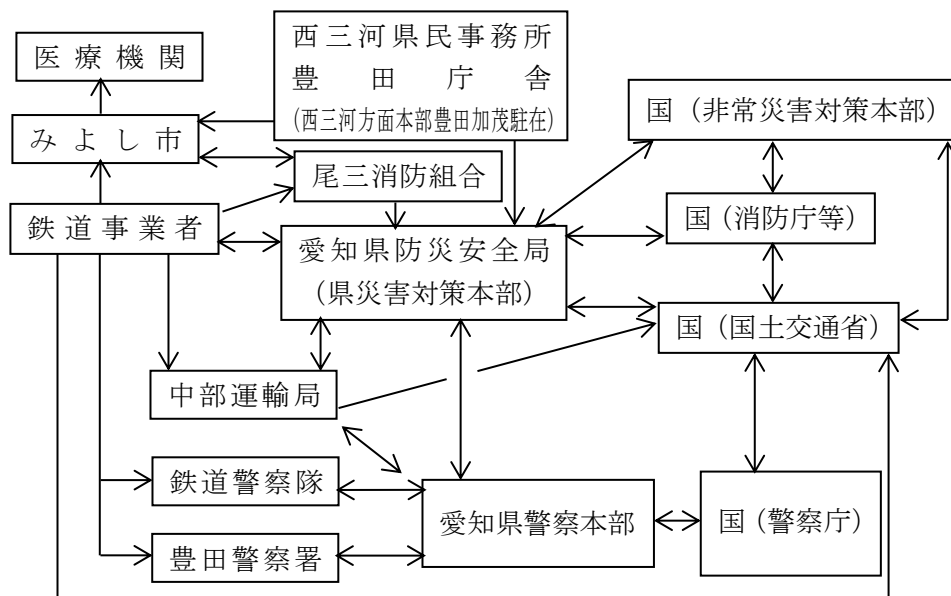 西三河県民事務所
豊田庁舎
(西三河方面本部豊田加茂駐在)
医療機関
国(非常災害対策本部)
みよし市
尾三消防組合
国(消防庁等)
鉄道事業者
愛知県防災安全局
(県災害対策本部)
国(国土交通省)
中部運輸局
鉄道警察隊
愛知県警察本部
国(警察庁)
豊田警察署